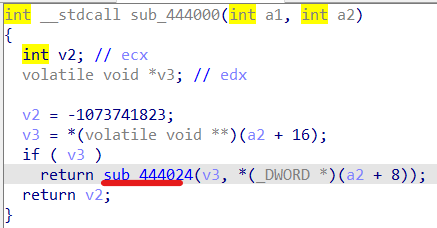 int __stdcall sub_444000(int a1, int a2)
{
  int v2; // ecx
  volatile void *v3; // edx

  v2 = -1073741823;
  v3 = *(volatile void **)(a2 + 16);
  if ( v3 )
    return sub_444024(v3, *(_DWORD *)(a2 + 8));
  return v2;
}